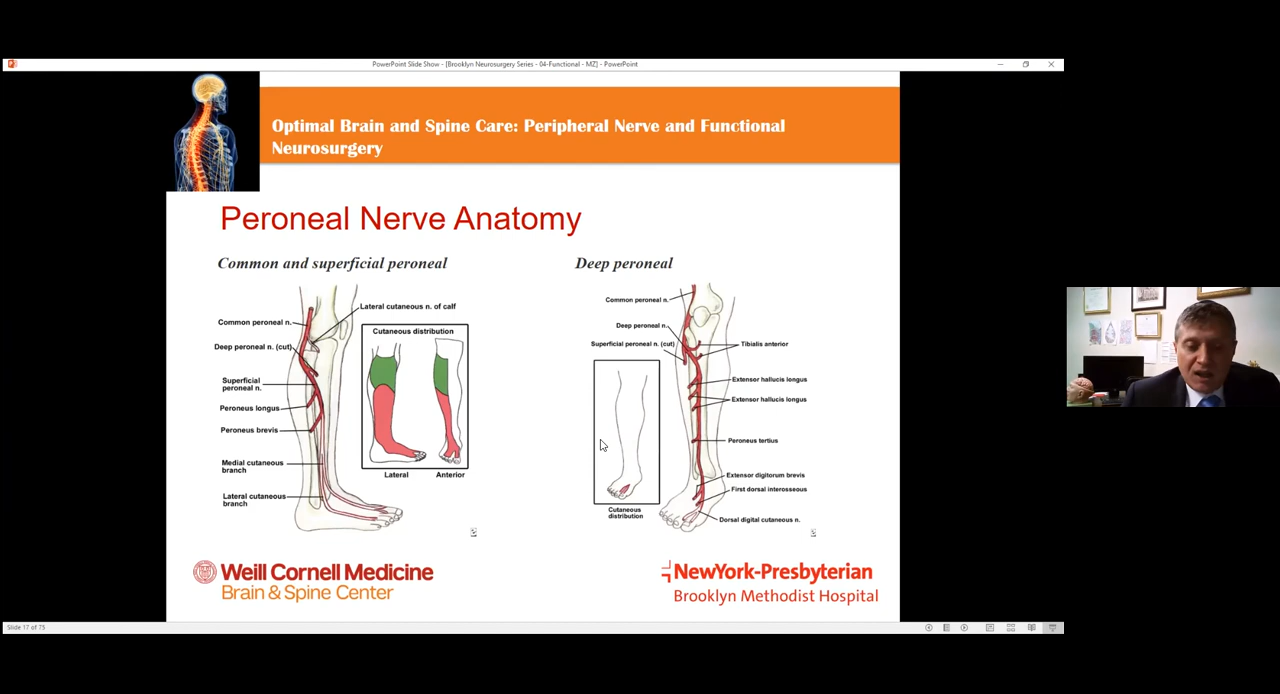 PowerPoint Slide Show - [Brooklyn Neurosurgery Series - 04-Functional - MZ] - PowerPoint
Optimal Brain and Spine Care: Peripheral Nerve and Functional
Neurosurgery
Peroneal Nerve Anatomy
Common and superficial peroneal
Lateral cutaneous n. of calf
Common peroneal n.
Deep peroneal n. (cut)
Superficial
peroneal n.
Peroneus longus
Peroneus brevis
Medial cutaneous
branch
Lateral cutaneous
branch
Cutaneous distribution
Lateral
Anterior
Deep peroneal
Common peroneal n.
Deep peroneal n.
Superficial peroneal n. (cut)
Tibialis anterior
Extensor hallucis longus
Extensor hallucis longus
Peroneus tertius
Extensor digitorum brevis
First dorsal interosseous
Dorsal digital cutaneous n.
Cutaneous
distribution
Weill Cornell Medicine
Brain & Spine Center
NewYork-Presbyterian
Brooklyn Methodist Hospital
Slide 17 of 75